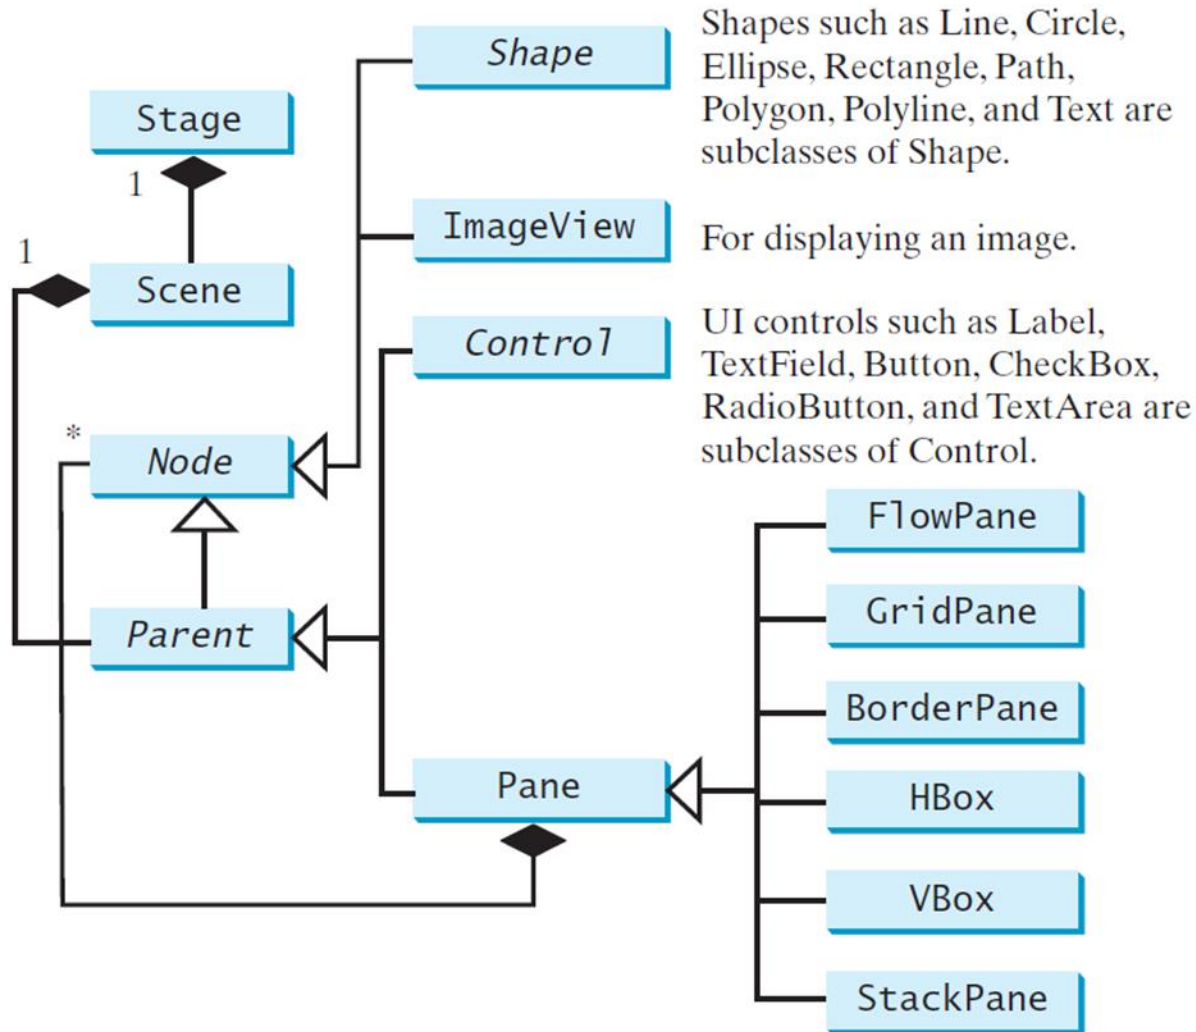 Shape
Shapes such as Line, Circle,
Ellipse, Rectangle, Path,
Polygon, Polyline, and Text are
subclasses of Shape.
Stage
1
ImageView
For displaying an image.
1
Scene
Control
UI controls such as Label,
TextField, Button, CheckBox,
RadioButton, and TextArea are
subclasses of Control.
*
Node
FlowPane
GridPane
Parent
BorderPane
Pane
HBox
VBox
StackPane